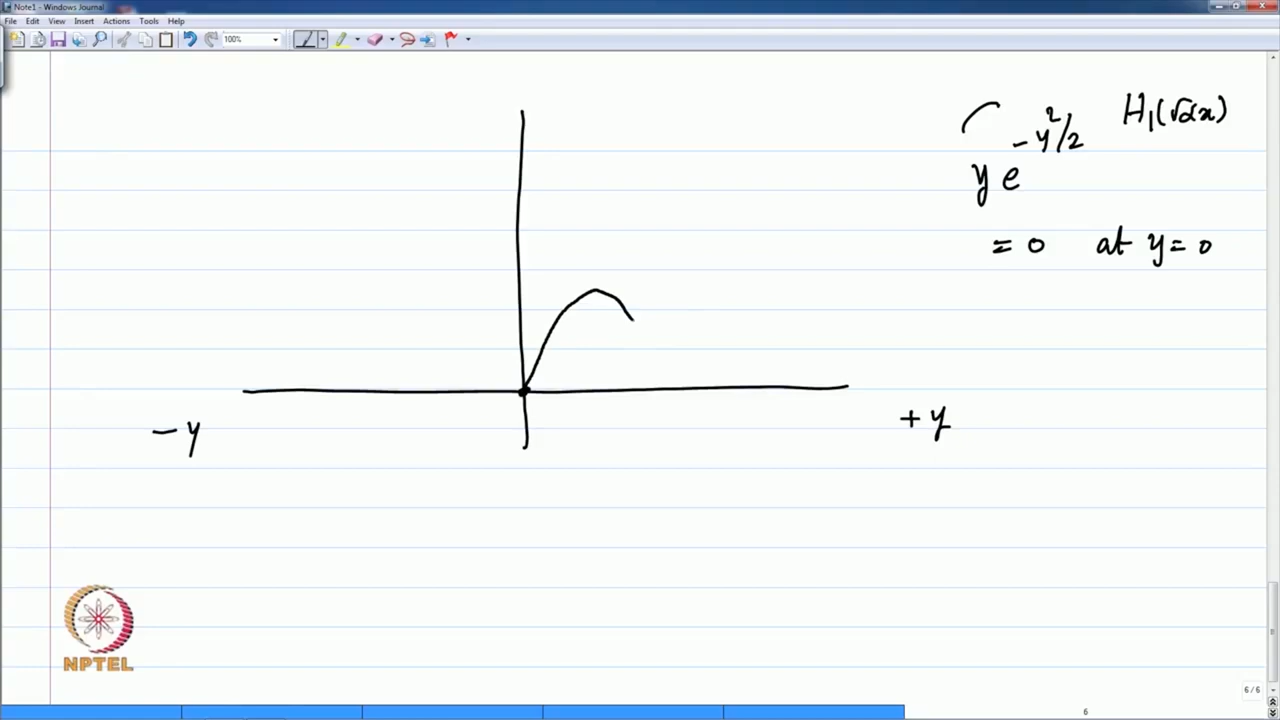 Note1 - Windows Journal
File Edit View Insert Actions Tools Help
100%
H₁(√αx)
y e^{-y²/2}
= 0 at y = 0
- y
+ y
NPTEL
6 / 6
6